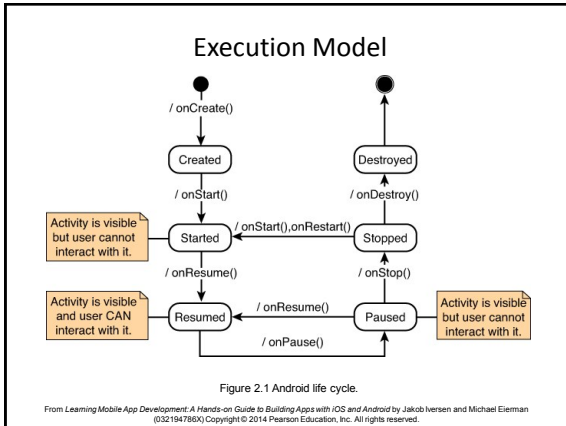 Execution Model
/ onCreate()
Created
Destroyed
/ onStart()
/ onDestroy()
Activity is visible
but user cannot
interact with it.
Started
/ onStart(),onRestart()
Stopped
/ onResume()
/ onStop()
Activity is visible
and user CAN
interact with it.
Resumed
/ onResume()
Paused
Activity is visible
but user cannot
interact with it.
/ onPause()
Figure 2.1 Android life cycle.
From Learning Mobile App Development: A Hands-on Guide to Building Apps with iOS and Android by Jakob Iversen and Michael Eierman
(032194786X) Copyright © 2014 Pearson Education, Inc. All rights reserved.